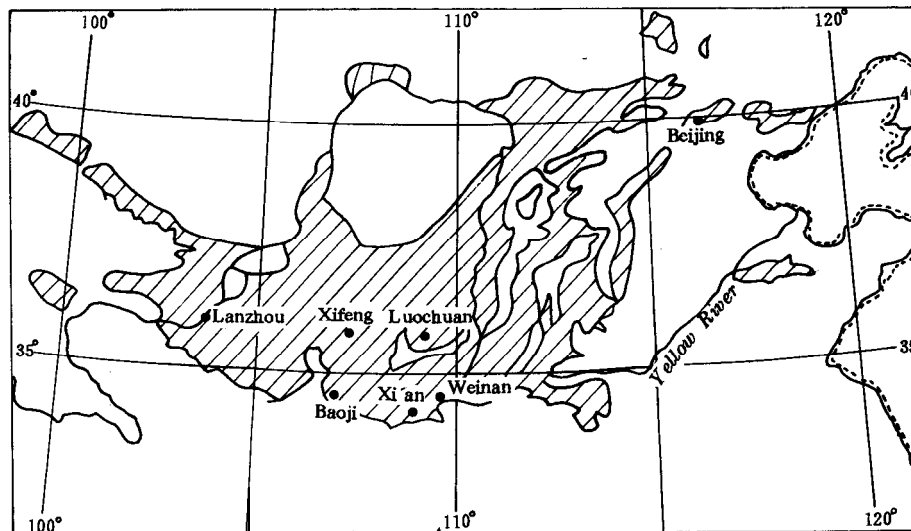 100°
110°
120°
40°
40
Beijing
Lanzhou
Xifeng
Luochuan
Yellow River
35°
35
Baoji
Xi an
Weinan
100°
110°
120°